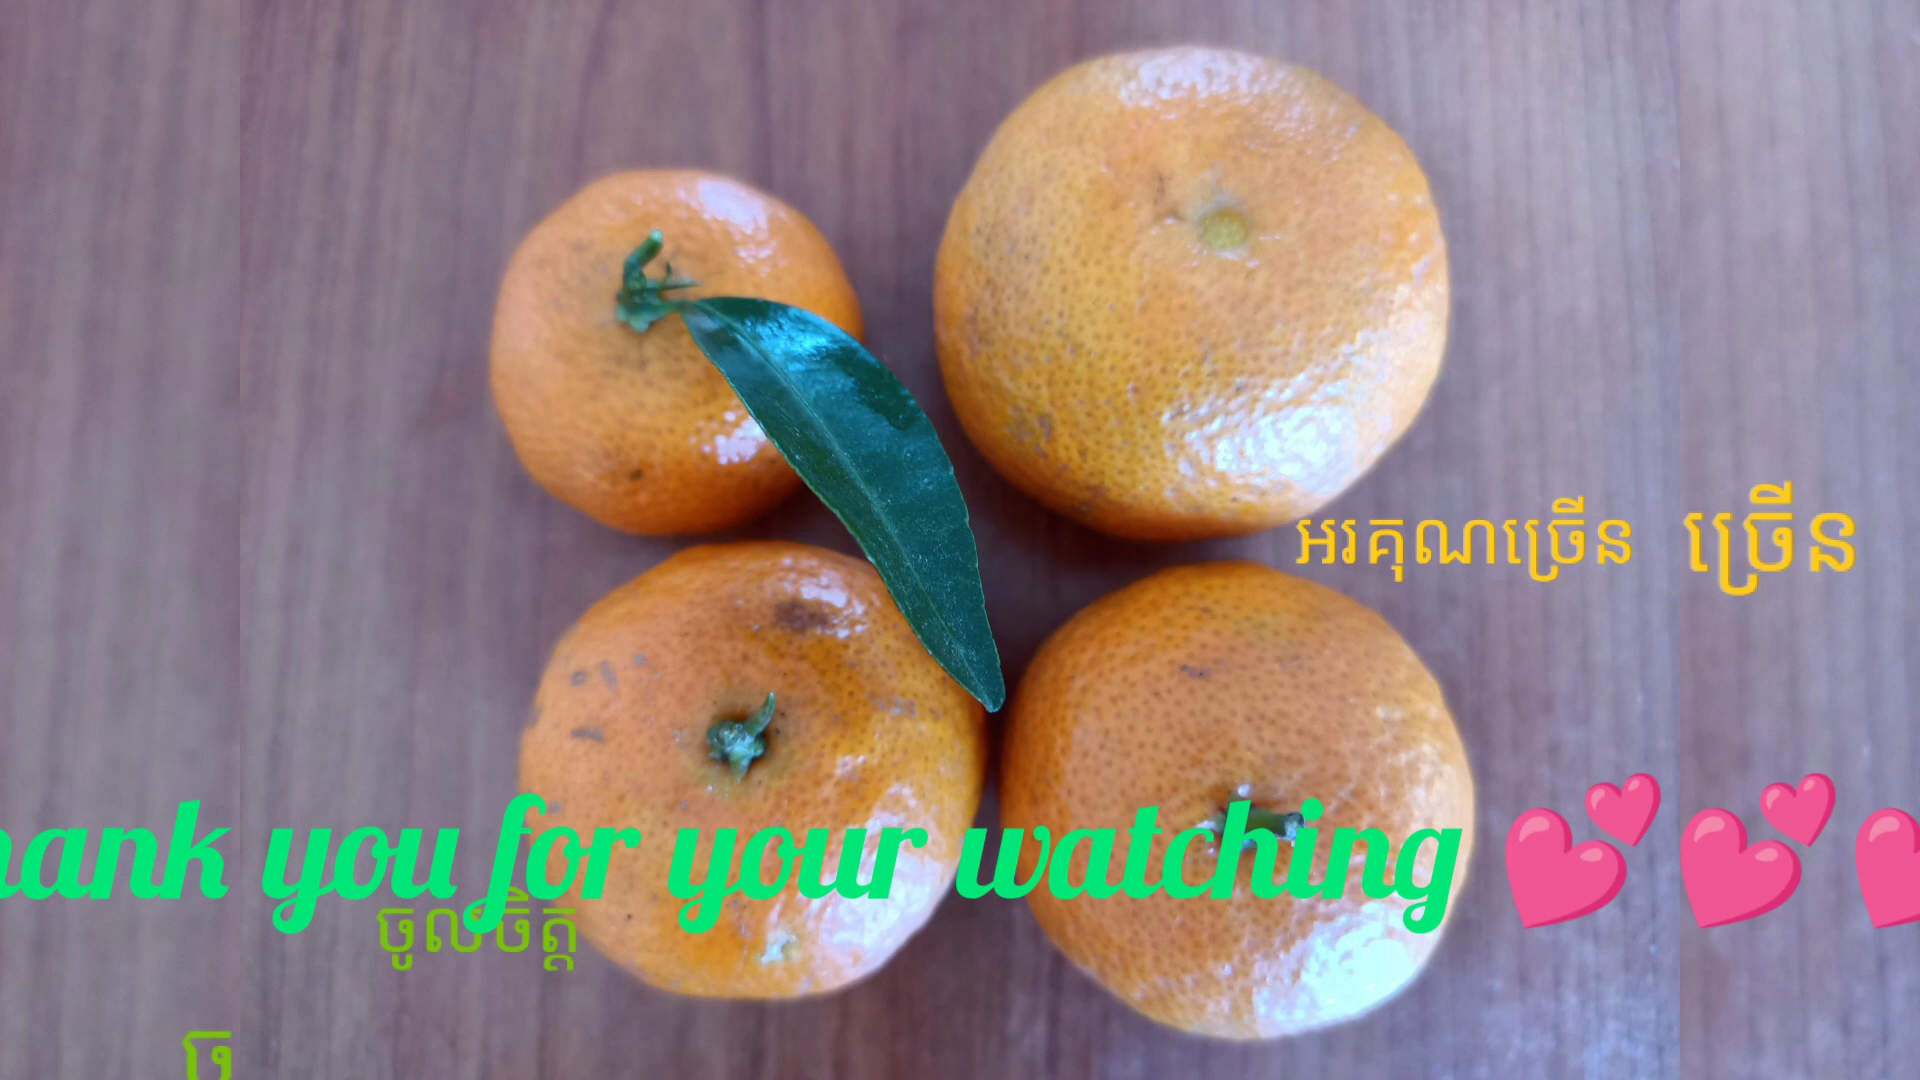 អរគុណច្រើន ច្រើន
hank you for your watching 💕💕
ចូលចិត្ត
ច